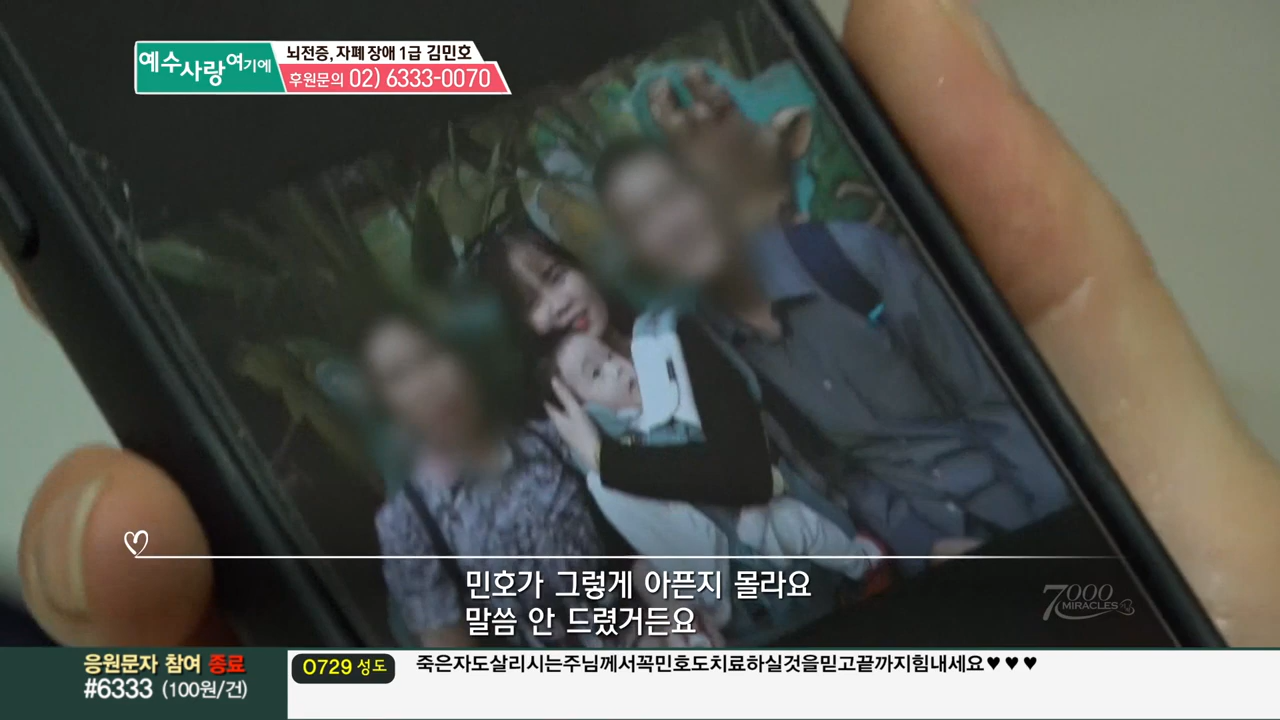 예수사랑여기에
뇌전증, 자폐 장애 1급 김민호
후원문의 02) 6333-0070
민호가 그렇게 아픈지 몰라요
말씀 안 드렸거든요
7000
MIRACLES
응원문자 참여 종료
#6333 (100원/건)
0729 성도
죽은자도살리시는주님께서꼭민호도치료하실것을믿고끝까지힘내세요♥♥♥